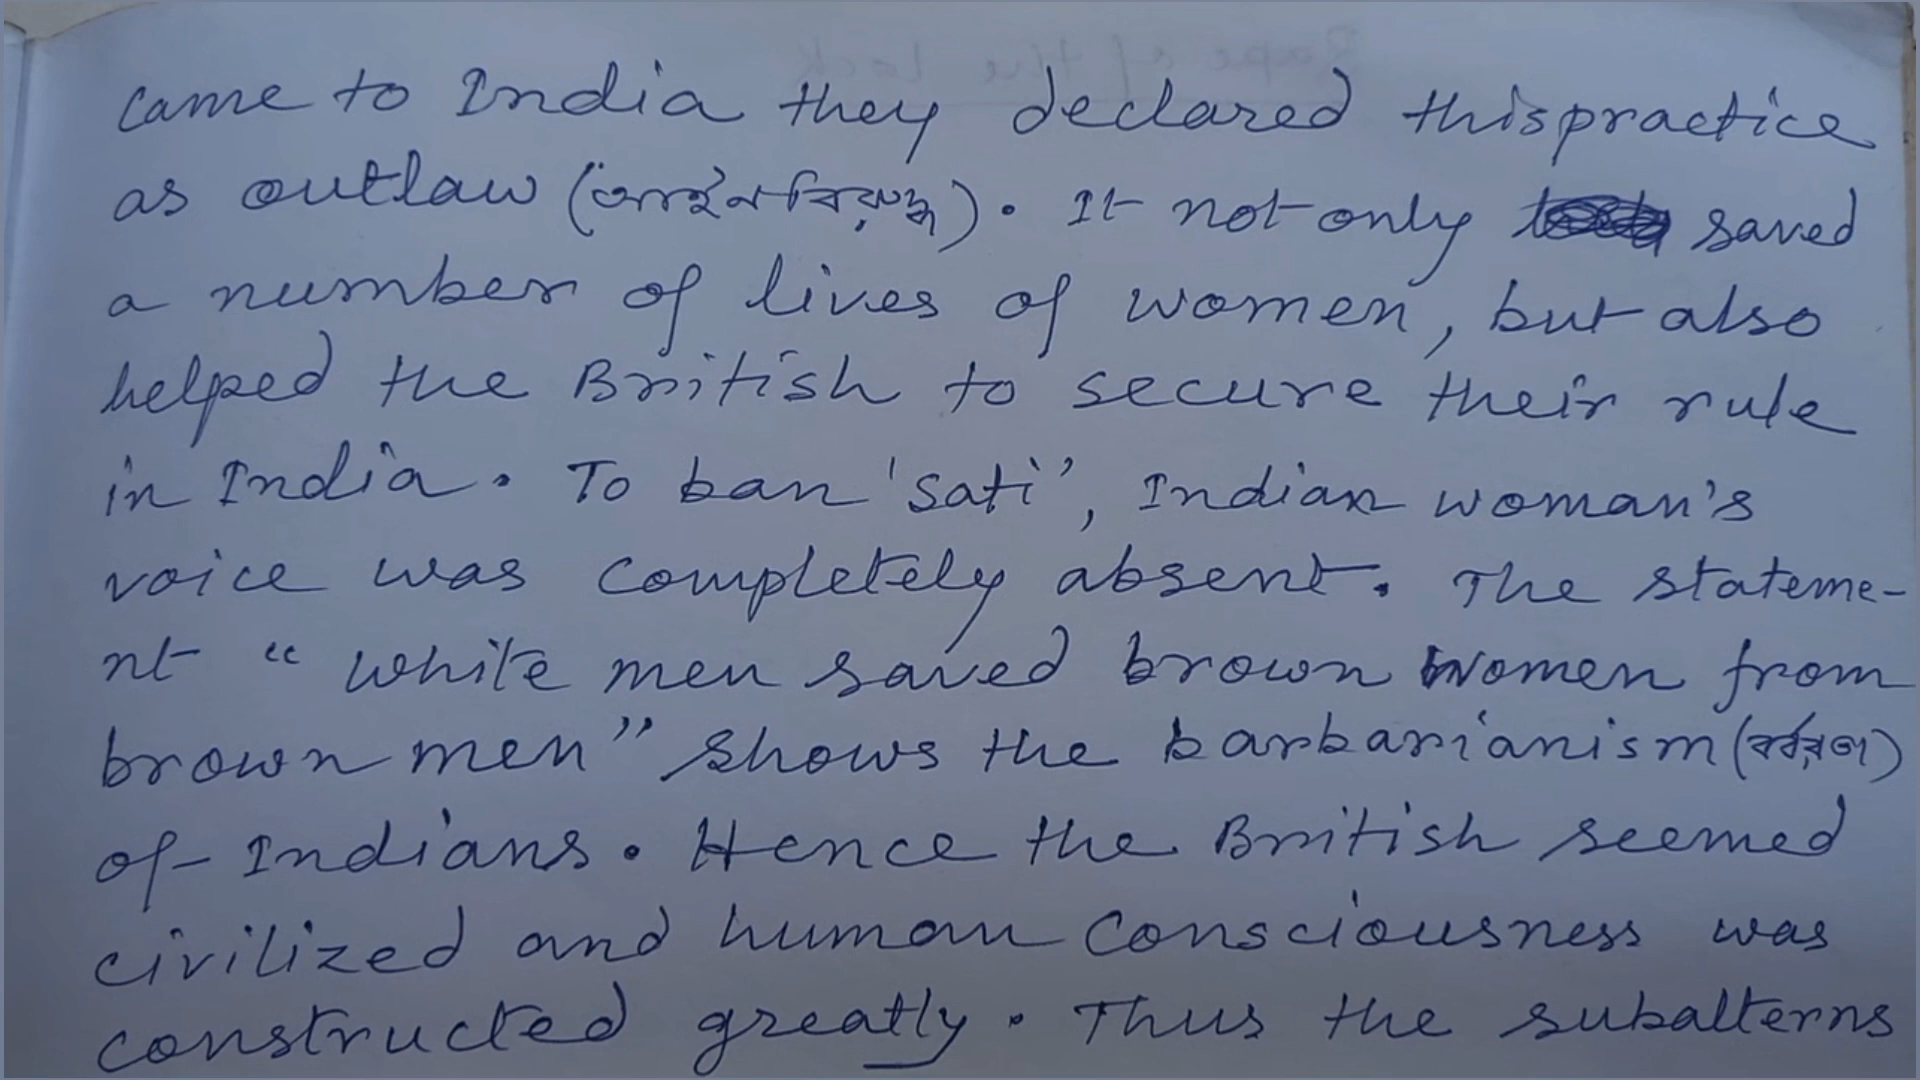 came to India they declared this practice
as outlaw (আইনবিরুদ্ধ). It not only saved
a number of lives of women, but also
helped the British to secure their rule
in India. To ban 'sati', Indian woman's
voice was completely absent. The stateme-
nt "white men saved brown women from
brown men" shows the barbarianism (বর্বরতা)
of Indians. Hence the British seemed
civilized and human consciousness was
constructed greatly. Thus the subalterns